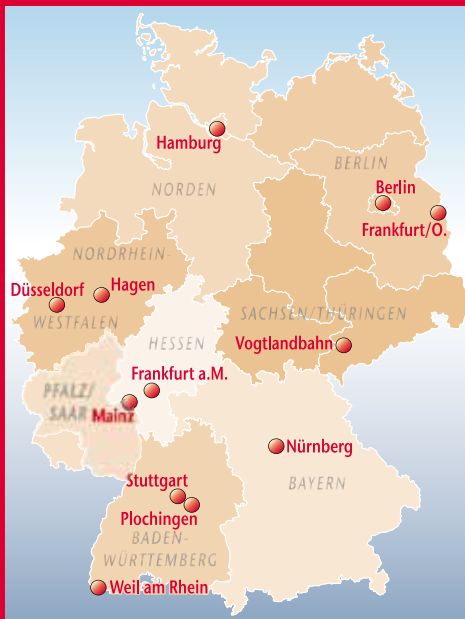 Hamburg
BERLIN
NORDEN
Berlin
Frankfurt/O.
NORDRHEIN-
Düsseldorf
Hagen
WESTFALEN
SACHSEN/THÜRINGEN
HESSEN
Vogtlandbahn
Frankfurt a.M.
PFALZ/
SAAR
Mainz
Nürnberg
Stuttgart
BAYERN
Plochingen
BADEN-
WÜRTTEMBERG
Weil am Rhein